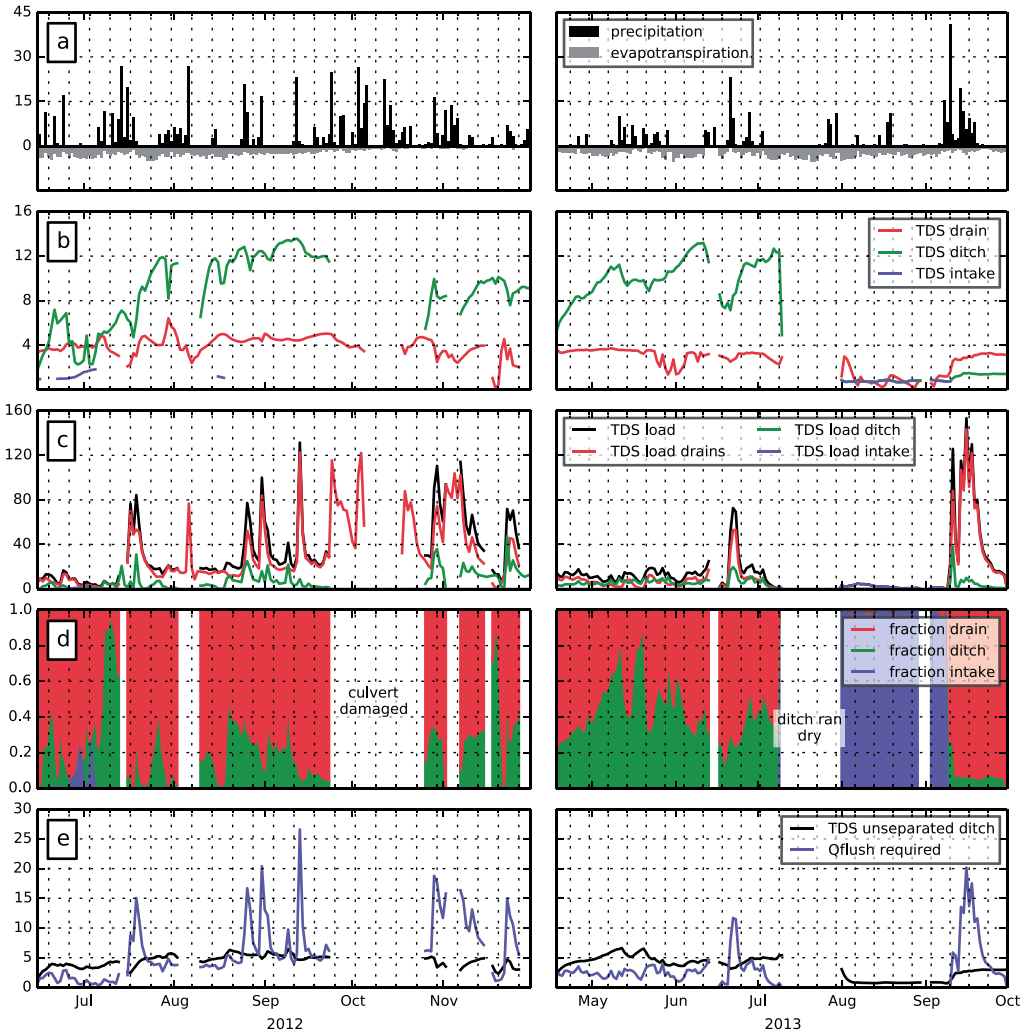 45
30
15
0
a
precipitation
evapotranspiration
16
12
8
4
b
TDS drain
TDS ditch
TDS intake
160
120
80
40
0
c
TDS load
TDS load drains
TDS load ditch
TDS load intake
1.0
0.8
0.6
0.4
0.2
0.0
d
culvert
damaged
ditch ran
dry
fraction drain
fraction ditch
fraction intake
30
25
20
15
10
5
0
e
TDS unseparated ditch
Qflush required
Jul Aug Sep Oct Nov
2012
May Jun Jul Aug Sep Oct
2013